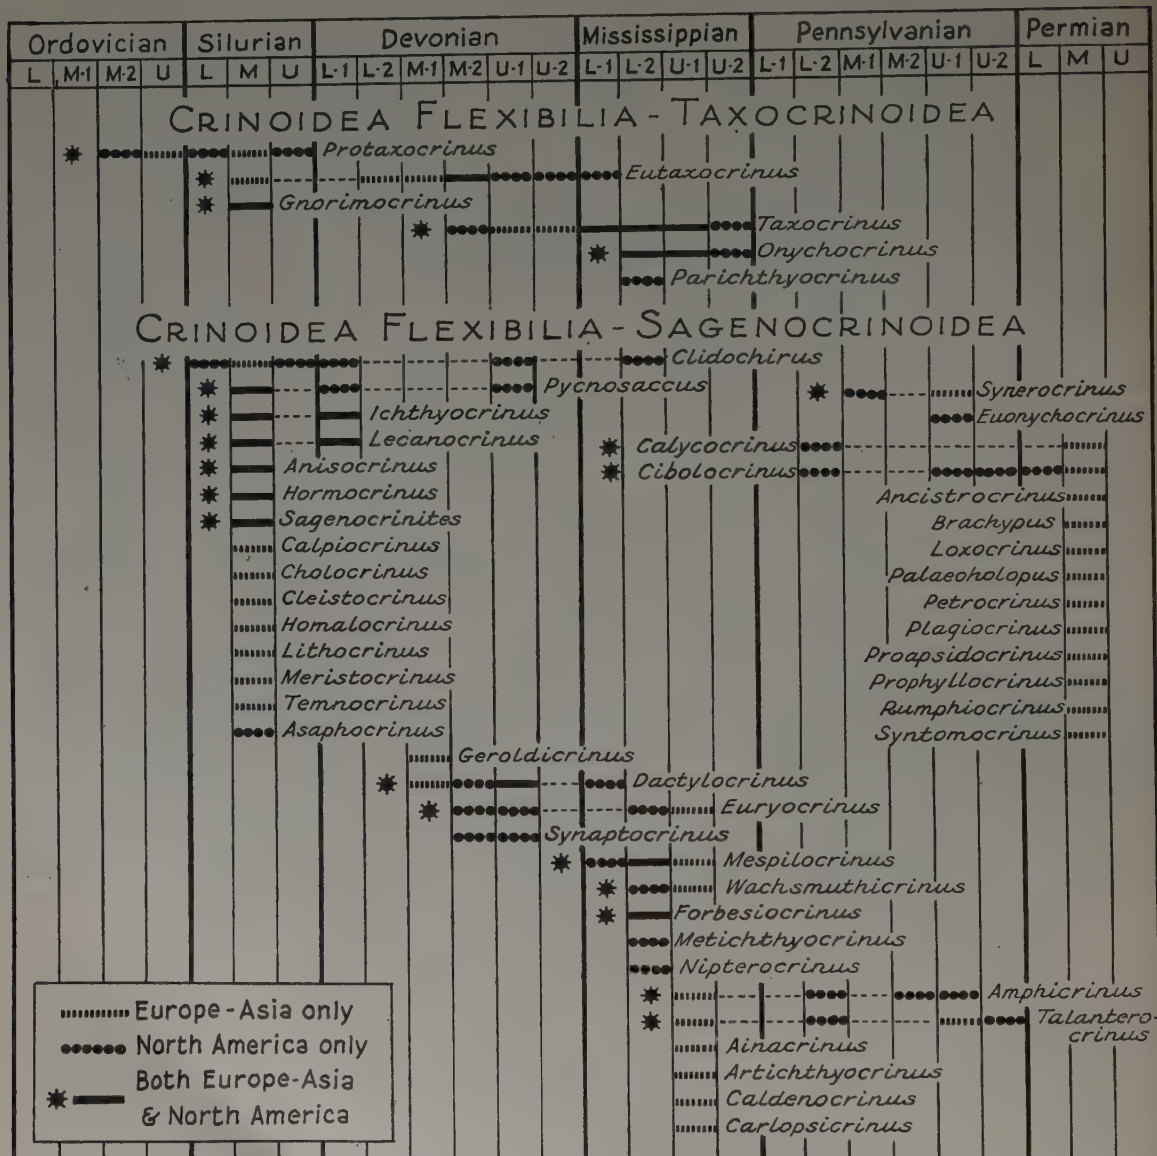 Ordovician Silurian Devonian Mississippian Pennsylvanian Permian
L M-1 M-2 U L M U L-1 L-2 M-1 M-2 U-1 U-2 L-1 L-2 U-1 U-2 L-1 L-2 M-1 M-2 U-1 U-2 L M U
CRINOIDEA FLEXIBILIA - TAXOCRINOIDEA
Protaxocrinus
Eutaxocrinus
Gnorimocrinus
Taxocrinus
Onychocrinus
Parichthyocrinus
CRINOIDEA FLEXIBILIA - SAGENOCRINOIDEA
Clidochirus
Pycnosaccus
Synerocrinus
Ichthyocrinus
Euonychocrinus
Lecanocrinus
Calycocrinus
Anisocrinus
Cibolocrinus
Hormocrinus
Ancistrocrinus
Sagenocrinites
Brachypus
Calpiocrinus
Loxocrinus
Cholocrinus
Palaeoholopus
Cleistocrinus
Petrocrinus
Homalocrinus
Plagiocrinus
Lithocrinus
Proapsidocrinus
Meristocrinus
Prophyllocrinus
Temnocrinus
Rumphiocrinus
Asaphocrinus
Syntomocrinus
Geroldicrinus
Dactylocrinus
Euryocrinus
Synaptocrinus
Mespilocrinus
Wachsmuthicrinus
Forbesiocrinus
Metichthyocrinus
Nipterocrinus
Amphicrinus
Talantero-
crinus
Ainacrinus
Artichthyocrinus
Caldenocrinus
Carlopsicrinus
Europe-Asia only
North America only
Both Europe-Asia
& North America